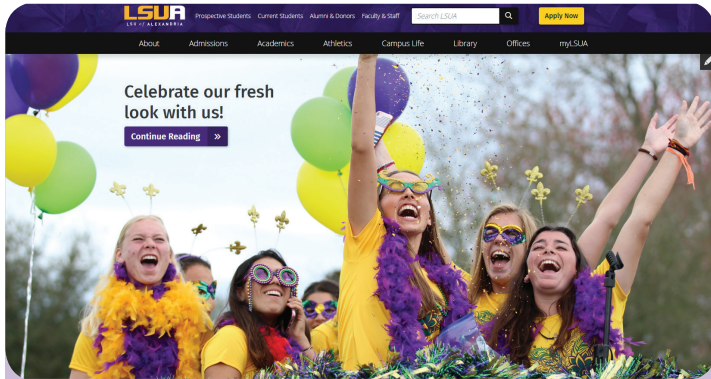 LSUA
LSU of ALEXANDRIA
Prospective Students Current Students Alumni & Donors Faculty & Staff Search LSUA Apply Now
About Admissions Academics Athletics Campus Life Library Offices myLSUA
Celebrate our fresh
look with us!
Continue Reading »